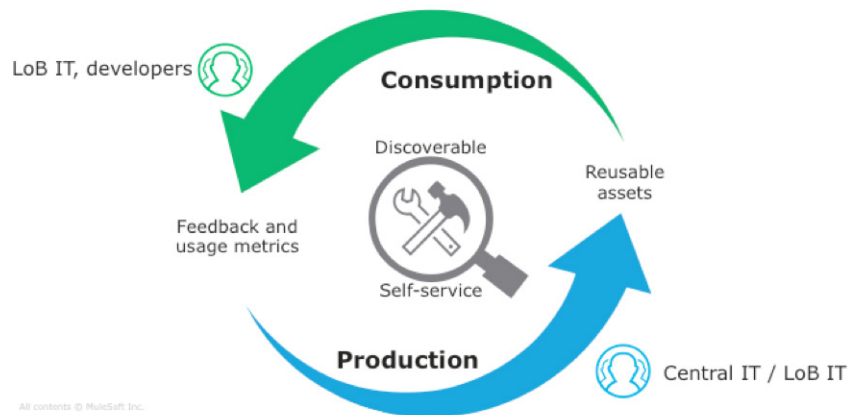 LoB IT, developers
Consumption
Discoverable
Reusable
assets
Feedback and
usage metrics
Self-service
Production
Central IT / LoB IT
All contents © MuleSoft Inc.